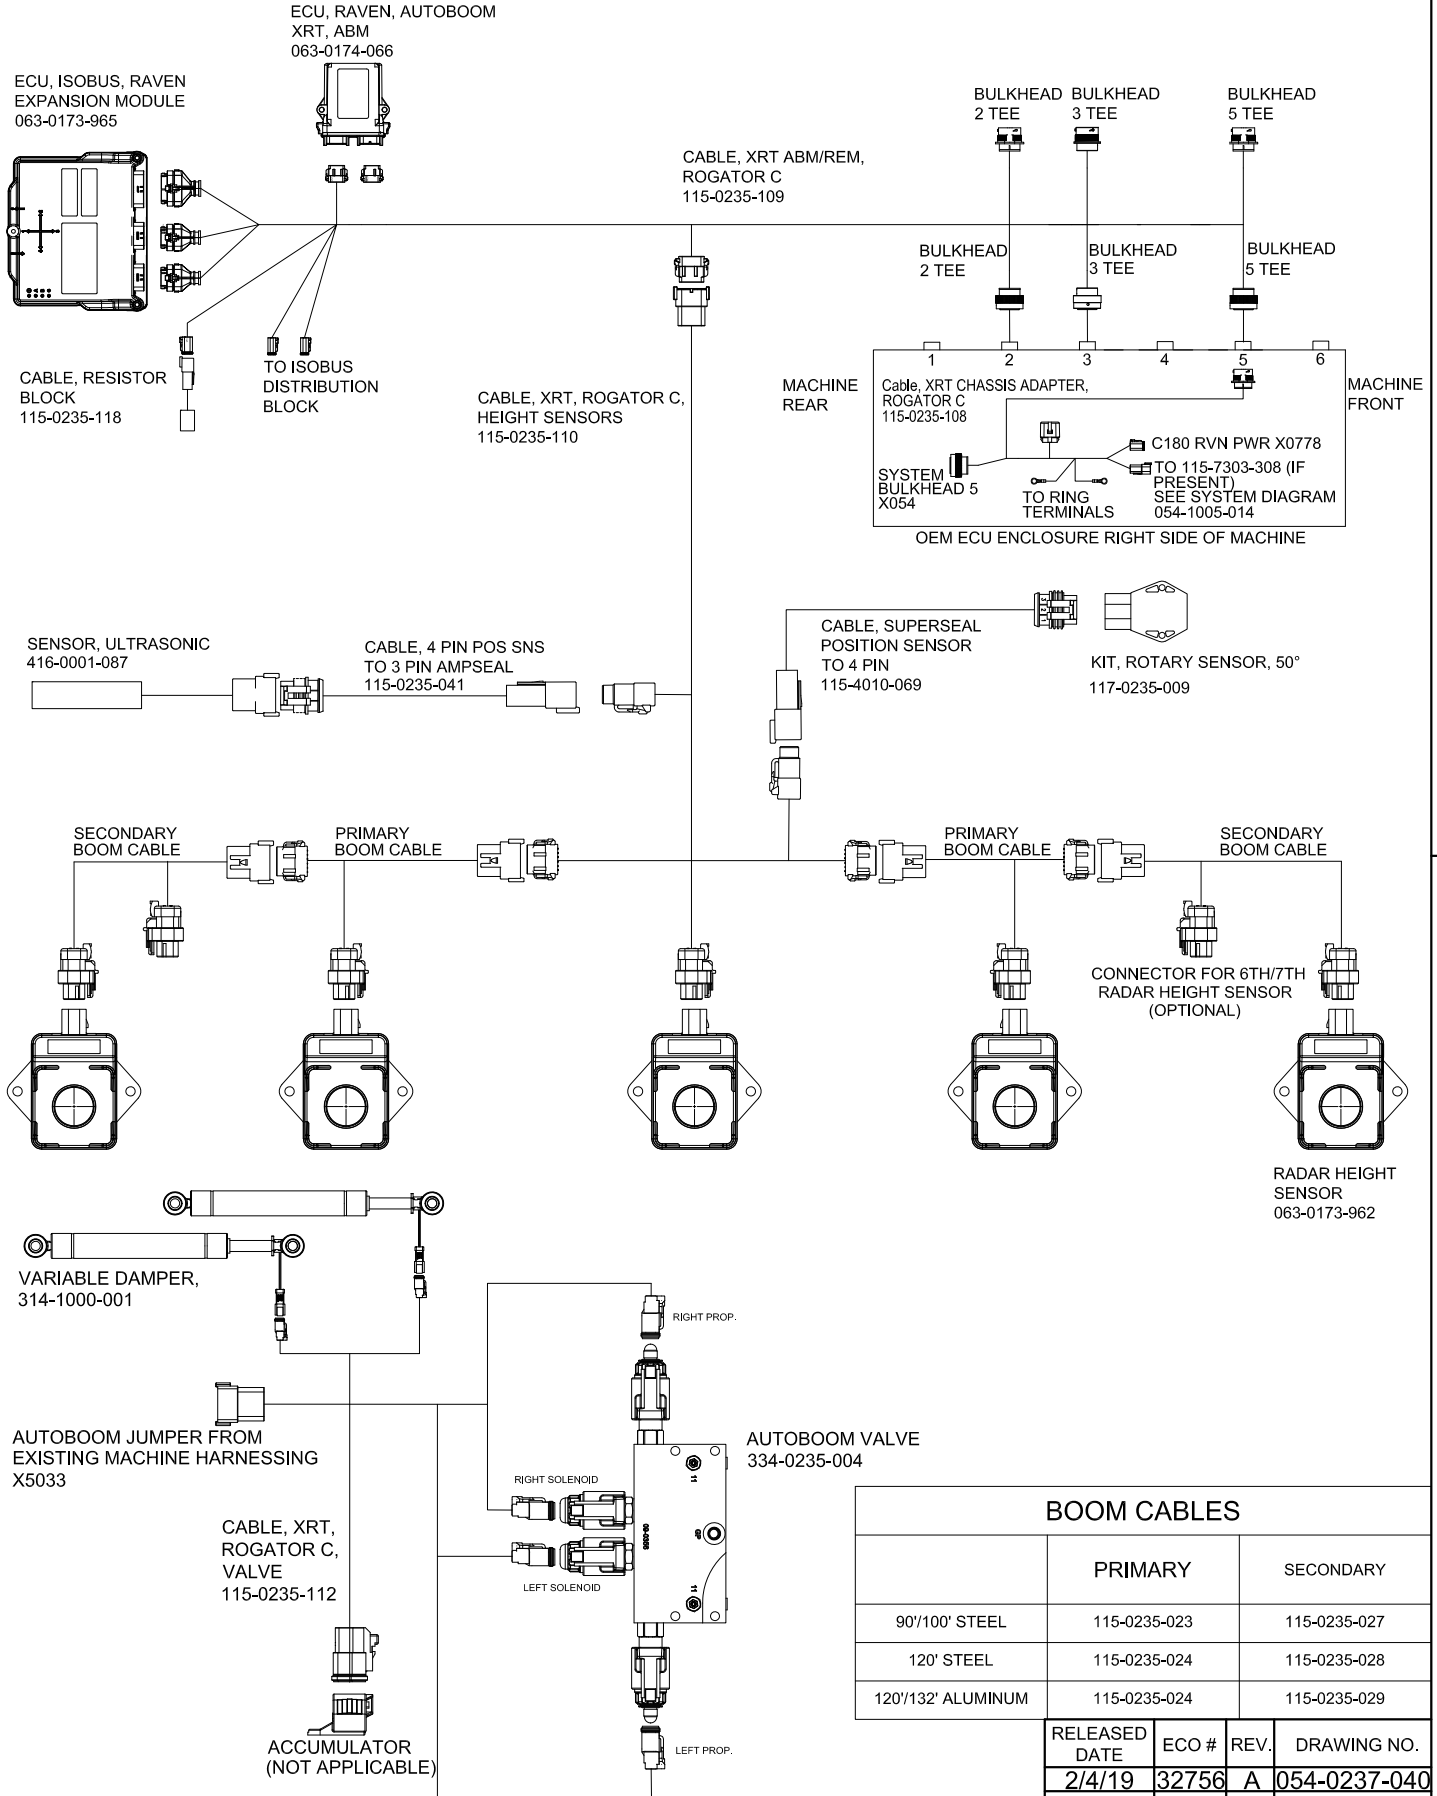 ECU, RAVEN, AUTOBOOM
XRT, ABM
063-0174-066
ECU, ISOBUS, RAVEN
EXPANSION MODULE
063-0173-965
BULKHEAD
2 TEE
BULKHEAD
3 TEE
BULKHEAD
5 TEE
CABLE, XRT ABM/REM,
ROGATOR C
115-0235-109
BULKHEAD
2 TEE
BULKHEAD
3 TEE
BULKHEAD
5 TEE
CABLE, RESISTOR
BLOCK
115-0235-118
TO ISOBUS
DISTRIBUTION
BLOCK
CABLE, XRT, ROGATOR C,
HEIGHT SENSORS
115-0235-110
1 2 3 4 5 6
MACHINE
REAR
MACHINE
FRONT
Cable, XRT CHASSIS ADAPTER,
ROGATOR C
115-0235-108
C180 RVN PWR X0778
TO 115-7303-308 (IF
PRESENT)
SEE SYSTEM DIAGRAM
054-1005-014
SYSTEM
BULKHEAD 5
X054
TO RING
TERMINALS
OEM ECU ENCLOSURE RIGHT SIDE OF MACHINE
SENSOR, ULTRASONIC
416-0001-087
CABLE, 4 PIN POS SNS
TO 3 PIN AMPSEAL
115-0235-041
CABLE, SUPERSEAL
POSITION SENSOR
TO 4 PIN
115-4010-069
KIT, ROTARY SENSOR, 50°
117-0235-009
SECONDARY
BOOM CABLE
PRIMARY
BOOM CABLE
PRIMARY
BOOM CABLE
SECONDARY
BOOM CABLE
CONNECTOR FOR 6TH/7TH
RADAR HEIGHT SENSOR
(OPTIONAL)
RADAR HEIGHT
SENSOR
063-0173-962
VARIABLE DAMPER,
314-1000-001
RIGHT PROP.
AUTOBOOM JUMPER FROM
EXISTING MACHINE HARNESSING
X5033
AUTOBOOM VALVE
334-0235-004
RIGHT SOLENOID
11
GP
11
LEFT SOLENOID
CABLE, XRT,
ROGATOR C,
VALVE
115-0235-112
ACCUMULATOR
(NOT APPLICABLE)
LEFT PROP.
BOOM CABLES
PRIMARY SECONDARY
90'/100' STEEL 115-0235-023 115-0235-027
120' STEEL 115-0235-024 115-0235-028
120'/132' ALUMINUM 115-0235-024 115-0235-029
RELEASED
DATE ECO # REV. DRAWING NO.
2/4/19 32756 A 054-0237-040